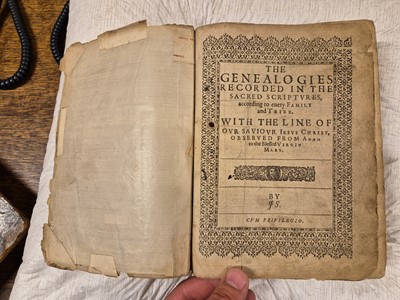 THE
GENEALOGIES
RECORDED IN THE
SACRED SCRIPTVRES,
according to euery FAMILY
and TRIBE.
WITH THE LINE OF
OVR SAVIOVR IESVS CHRIST,
OBSERVED FROM ADAM
to the blessed VIRGIN
MARY.
BY
J S.
CVM PRIVILEGIO.